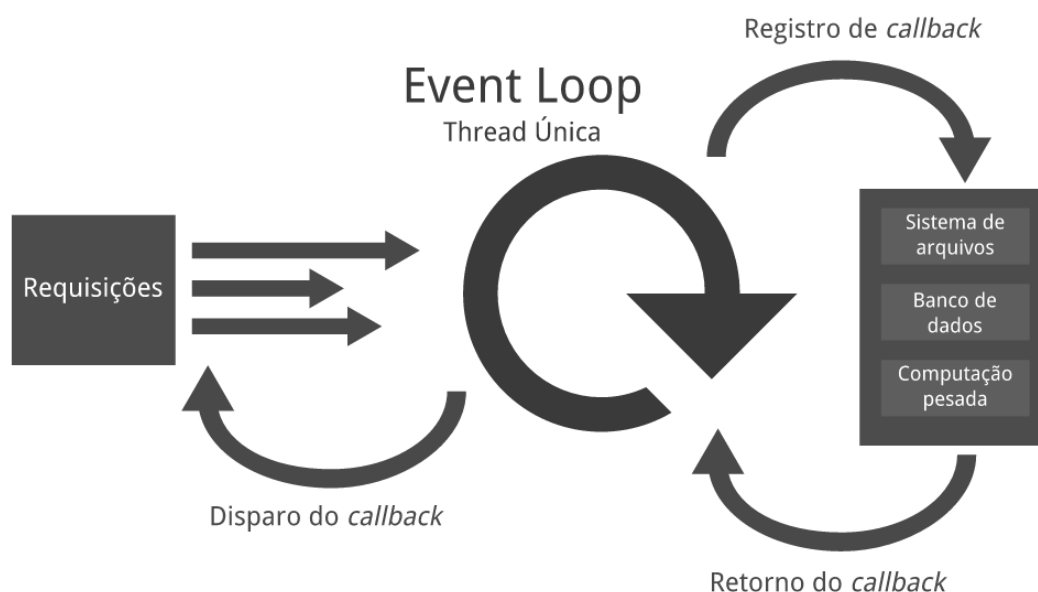 Registro de callback
Event Loop
Thread Única
Requisições
Sistema de
arquivos
Banco de
dados
Computação
pesada
Disparo do callback
Retorno do callback